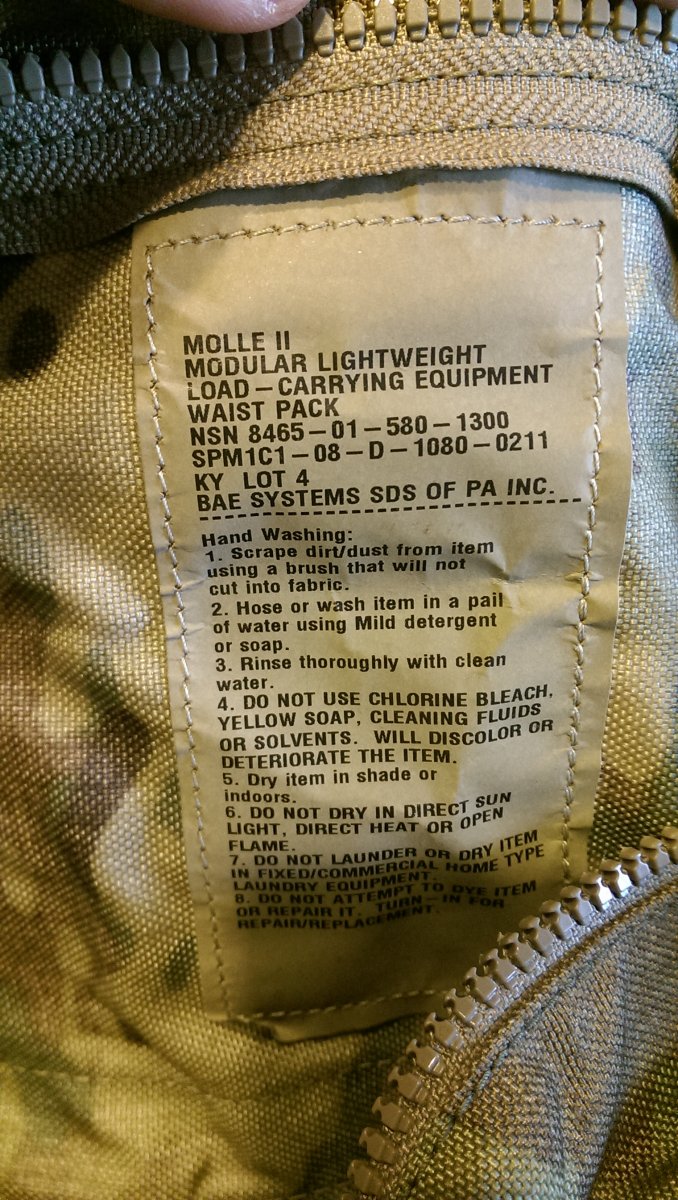 MOLLE II
MODULAR LIGHTWEIGHT
LOAD-CARRYING EQUIPMENT
WAIST PACK
NSN 8465-01-580-1300
SPM1C1-08-D-1080-0211
KY LOT 4
BAE SYSTEMS SDS OF PA INC.
Hand Washing:
1. Scrape dirt/dust from item
using a brush that will not
cut into fabric.
2. Hose or wash item in a pail
of water using Mild detergent
or soap.
3. Rinse thoroughly with clean
water.
4. DO NOT USE CHLORINE BLEACH,
YELLOW SOAP, CLEANING FLUIDS
OR SOLVENTS. WILL DISCOLOR OR
DETERIORATE THE ITEM.
5. Dry item in shade or
indoors.
6. DO NOT DRY IN DIRECT SUN
LIGHT, DIRECT HEAT OR OPEN
FLAME.
7. DO NOT LAUNDER OR DRY ITEM
IN FIXED/COMMERCIAL HOME TYPE
LAUNDRY EQUIPMENT.
8. DO NOT ATTEMPT TO DYE ITEM
OR REPAIR IT. TURN-IN FOR
REPAIR/REPLACEMENT.